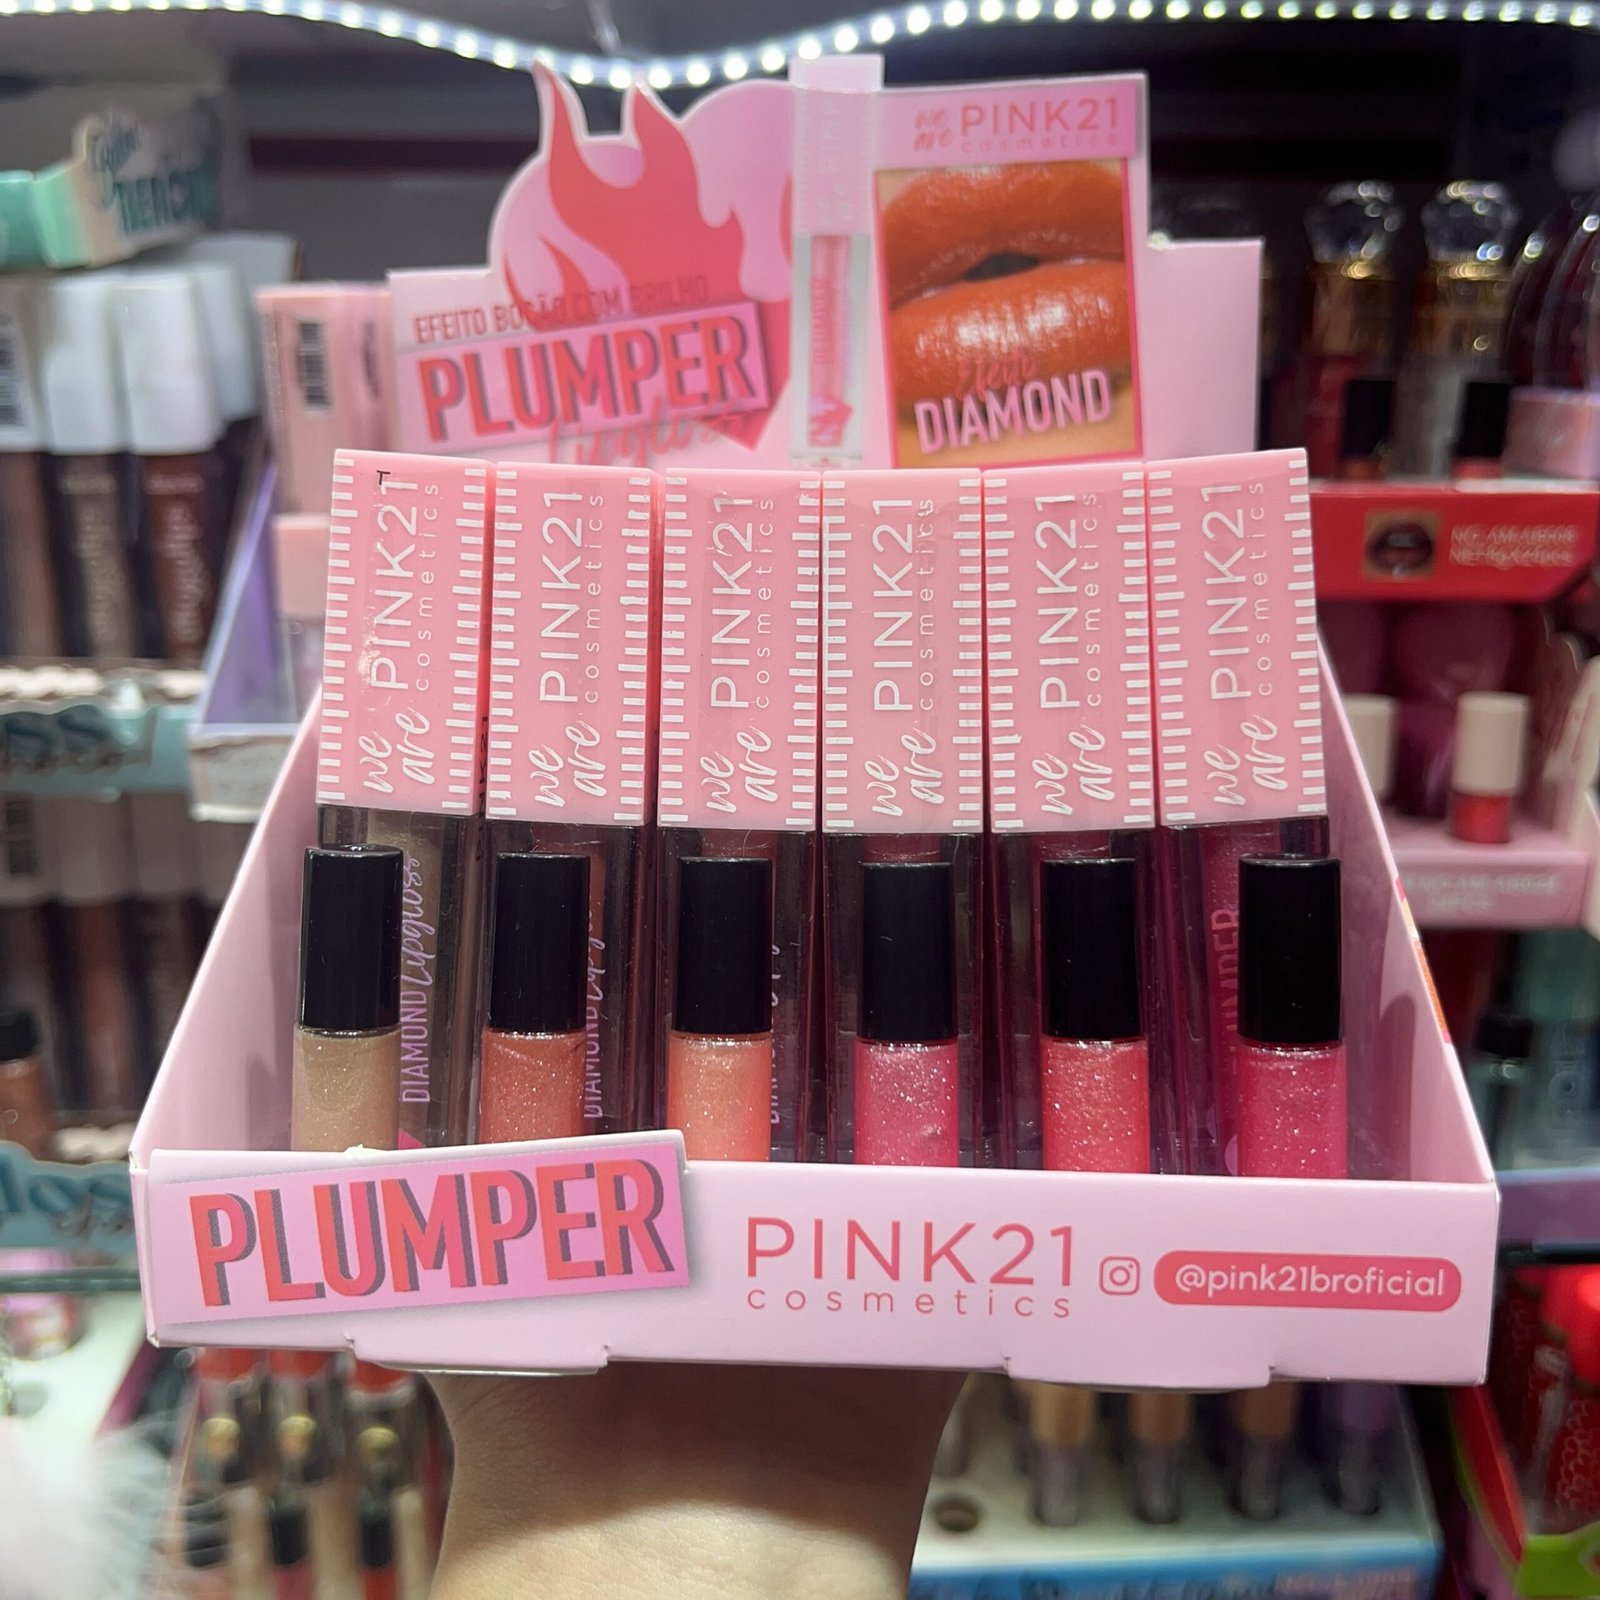 we are PINK21
cosmetics
EFEITO BOCÃO COM BRILHO
PLUMPER
Lipgloss
Efeito
DIAMOND
we are PINK21 cosmetics
we are PINK21 cosmetics
we are PINK21 cosmetics
we are PINK21 cosmetics
we are PINK21 cosmetics
we are PINK21 cosmetics
DIAMOND Lipgloss
DIAMOND
PLUMPER
PINK21
cosmetics
@pink21broficial